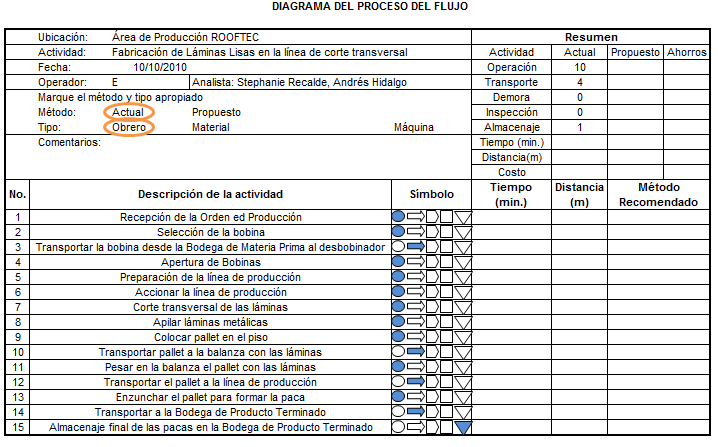 DIAGRAMA DEL PROCESO DEL FLUJO
Ubicación: Área de Producción ROOFTEC Resumen
Actividad: Fabricación de Láminas Lisas en la línea de corte transversal Actividad Actual Propuesto Ahorros
Fecha: 10/10/2010 Operación 10
Operador: E Analista: Stephanie Recalde, Andrés Hidalgo Transporte 4
Marque el método y tipo apropiado Demora 0
Método: Actual Propuesto Inspección 0
Tipo: Obrero Material Máquina Almacenaje 1
Comentarios: Tiempo (min.)
Distancia(m)
Costo
No. Descripción de la actividad Símbolo Tiempo (min.) Distancia (m) Método Recomendado
1 Recepción de la Orden ed Producción
2 Selección de la bobina
3 Transportar la bobina desde la Bodega de Materia Prima al desbobinador
4 Apertura de Bobinas
5 Preparación de la línea de producción
6 Accionar la línea de producción
7 Corte transversal de las láminas
8 Apilar láminas metálicas
9 Colocar pallet en el piso
10 Transportar pallet a la balanza con las láminas
11 Pesar en la balanza el pallet con las láminas
12 Transportar el pallet a la línea de producción
13 Enzunchar el pallet para formar la paca
14 Transportar a la Bodega de Producto Terminado
15 Almacenaje final de las pacas en la Bodega de Producto Terminado